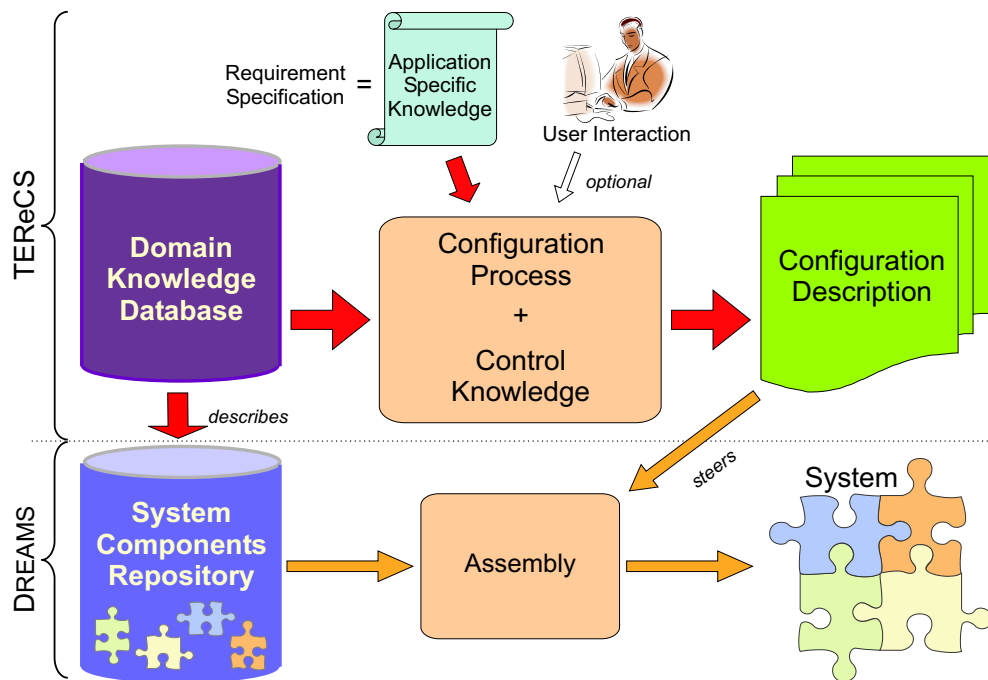 TEReCS
Requirement
Specification
=
Application
Specific
Knowledge
User Interaction
optional
Domain
Knowledge
Database
Configuration
Process
+
Control
Knowledge
Configuration
Description
describes
steers
DREAMS
System
Components
Repository
Assembly
System